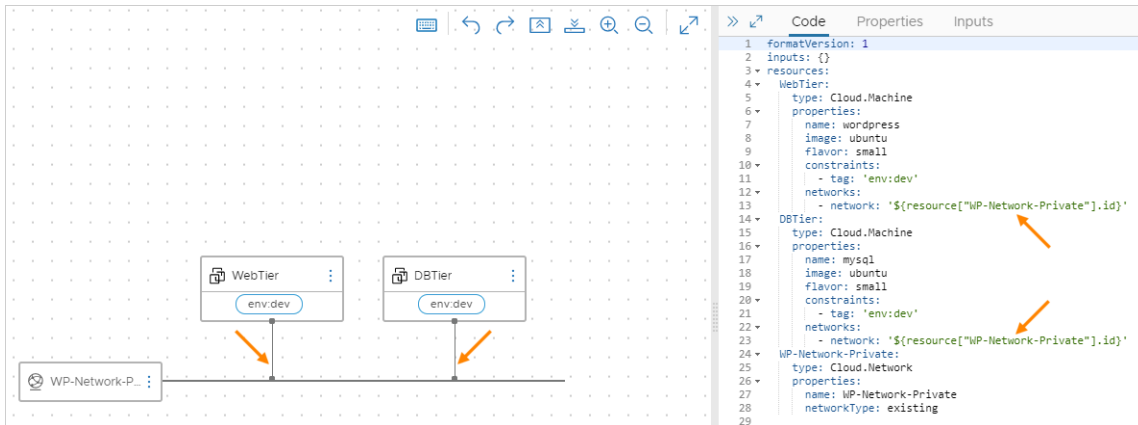 Code Properties Inputs
1 formatVersion: 1
2 inputs: {}
3 resources:
4 WebTier:
5 type: Cloud.Machine
6 properties:
7 name: wordpress
8 image: ubuntu
9 flavor: small
10 constraints:
11 - tag: 'env:dev'
12 networks:
13 - network: '${resource["WP-Network-Private"].id}'
14 DBTier:
15 type: Cloud.Machine
16 properties:
17 name: mysql
18 image: ubuntu
19 flavor: small
20 constraints:
21 - tag: 'env:dev'
22 networks:
23 - network: '${resource["WP-Network-Private"].id}'
24 WP-Network-Private:
25 type: Cloud.Network
26 properties:
27 name: WP-Network-Private
28 networkType: existing
29
WebTier
env:dev
DBTier
env:dev
WP-Network-P...